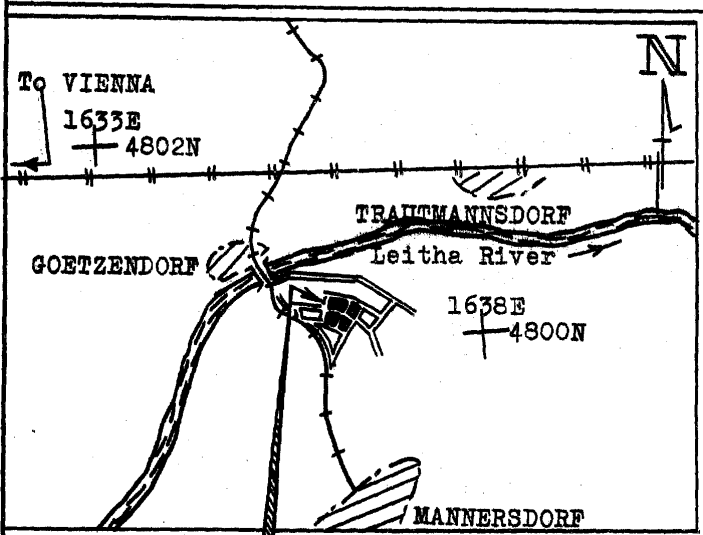 N
To VIENNA
1633E
4802N
TRAUTMANNSDORF
GOETZENDORF
Leitha River
1638E
4800N
MANNERSDORF